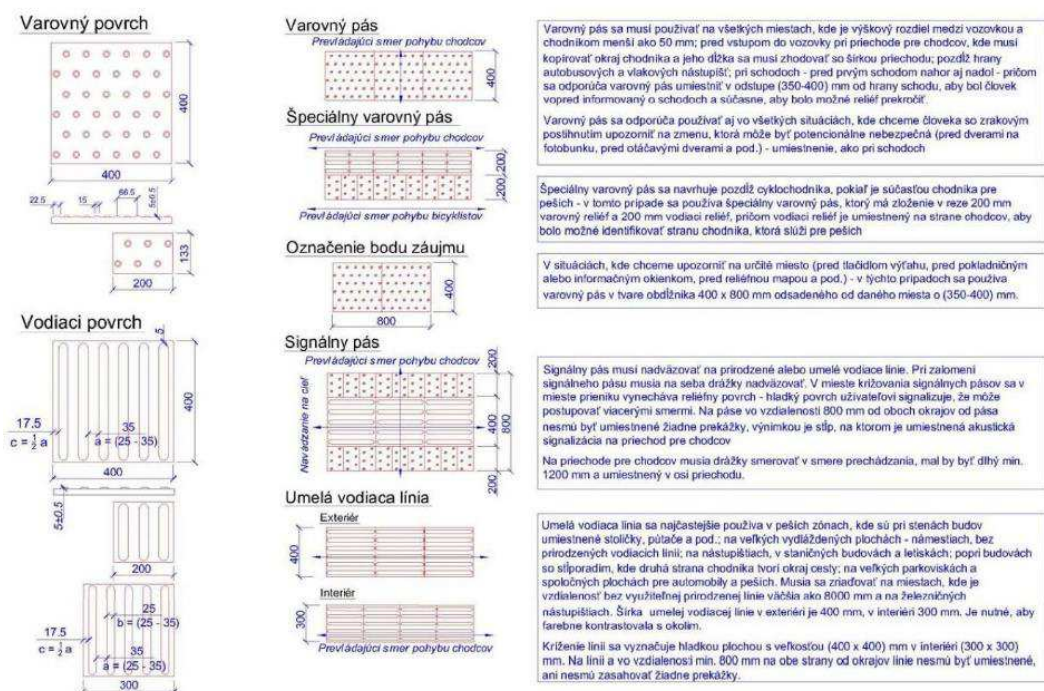 Varovný povrch
400
400
22.5
15
66.5
5±0.5
133
200
Vodiaci povrch
5
400
17.5
c = ½ a
35
a = (25 - 35)
400
5±0.5
200
25
b = (25 - 35)
17.5
c = ½ a
35
a = (25 - 35)
300
Varovný pás
Prevládajúci smer pohybu chodcov
400
Špeciálny varovný pás
Prevládajúci smer pohybu chodcov
200
200
Prevládajúci smer pohybu bicyklistov
Označenie bodu záujmu
400
800
Signálny pás
Prevládajúci smer pohybu chodcov
Navádzanie na cieľ
200
400
800
200
Umelá vodiaca línia
Exteriér
400
Interiér
300
Prevládajúci smer pohybu chodcov
Varovný pás sa musí používať na všetkých miestach, kde je výškový rozdiel medzi vozovkou a
chodníkom menší ako 50 mm; pred vstupom do vozovky pri priechode pre chodcov, kde musí
kopírovať okraj chodníka a jeho dĺžka sa musí zhodovať so šírkou priechodu; pozdĺž hrany
autobusových a vlakových nástupíšť; pri schodoch - pred prvým schodom nahor aj nadol - pričom
sa odporúča varovný pás umiestniť v odstupe (350-400) mm od hrany schodu, aby bol človek
vopred informovaný o schodoch a súčasne, aby bolo možné reliéf prekročiť.
Varovný pás sa odporúča používať aj vo všetkých situáciách, kde chceme človeka so zrakovým
postihnutím upozorniť na zmenu, ktorá môže byť potencionálne nebezpečná (pred dverami na
fotobunku, pred otáčavými dverami a pod.) - umiestnenie, ako pri schodoch
Špeciálny varovný pás sa navrhuje pozdĺž cyklochodníka, pokiaľ je súčasťou chodníka pre
peších - v tomto prípade sa používa špeciálny varovný pás, ktorý má zloženie v reze 200 mm
varovný reliéf a 200 mm vodiaci reliéf, pričom vodiaci reliéf je umiestnený na strane chodcov, aby
bolo možné identifikovať stranu chodníka, ktorá slúži pre peších
V situáciách, kde chceme upozorniť na určité miesto (pred tlačidlom výťahu, pred pokladničným
alebo informačným okienkom, pred reliéfnou mapou a pod.) - v týchto prípadoch sa používa
varovný pás v tvare obdĺžnika 400 x 800 mm odsadeného od daného miesta o (350-400) mm.
Signálny pás musí nadväzovať na prirodzené alebo umelé vodiace línie. Pri zalomení
signálneho pásu musia na seba drážky nadväzovať. V mieste križovania signálnych pásov sa v
mieste prieniku vynecháva reliéfny povrch - hladký povrch užívateľovi signalizuje, že môže
postupovať viacerými smermi. Na páse vo vzdialenosti 800 mm od oboch okrajov od pása
nesmú byť umiestnené žiadne prekážky, výnimkou je stĺp, na ktorom je umiestnená akustická
signalizácia na priechod pre chodcov
Na priechode pre chodcov musia drážky smerovať v smere prechádzania, mal by byť dlhý min.
1200 mm a umiestnený v osi priechodu.
Umelá vodiaca línia sa najčastejšie používa v peších zónach, kde sú pri stenách budov
umiestnené stoličky, pútače a pod.; na veľkých vydláždených plochách - námestiach, bez
prirodzených vodiacich línií; na nástupištiach, v staničných budovách a letiskách; popri budovách
so stĺporadím, kde druhá strana chodníka tvorí okraj cesty; na veľkých parkoviskách a
spoločných plochách pre automobily a peších. Musia sa zriaďovať na miestach, kde je
vzdialenosť bez využiteľnej prirodzenej línie väčšia ako 8000 mm a na železničných
nástupištiach. Šírka umelej vodiacej línie v exteriéri je 400 mm, v interiéri 300 mm. Je nutné, aby
farebne kontrastovala s okolím.
Kríženie línií sa vyznačuje hladkou plochou s veľkosťou (400 x 400) mm v interiéri (300 x 300)
mm. Na línii a vo vzdialenosti min. 800 mm na obe strany od okrajov línie nesmú byť umiestnené,
ani nesmú zasahovať žiadne prekážky.